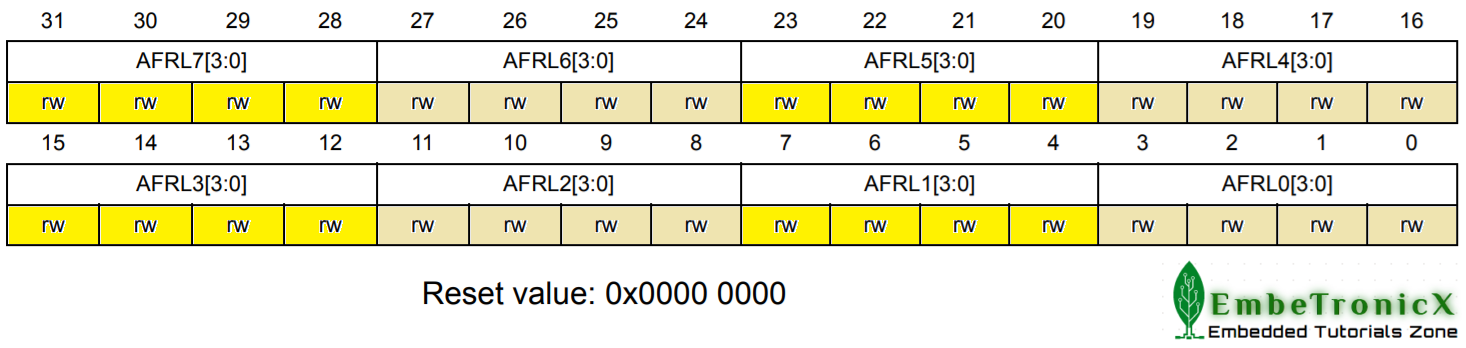 31 30 29 28 27 26 25 24 23 22 21 20 19 18 17 16
AFRL7[3:0] AFRL6[3:0] AFRL5[3:0] AFRL4[3:0]
rw rw rw rw rw rw rw rw rw rw rw rw rw rw rw rw
15 14 13 12 11 10 9 8 7 6 5 4 3 2 1 0
AFRL3[3:0] AFRL2[3:0] AFRL1[3:0] AFRL0[3:0]
rw rw rw rw rw rw rw rw rw rw rw rw rw rw rw rw
Reset value: 0x0000 0000
EmbeTronicX
Embedded Tutorials Zone